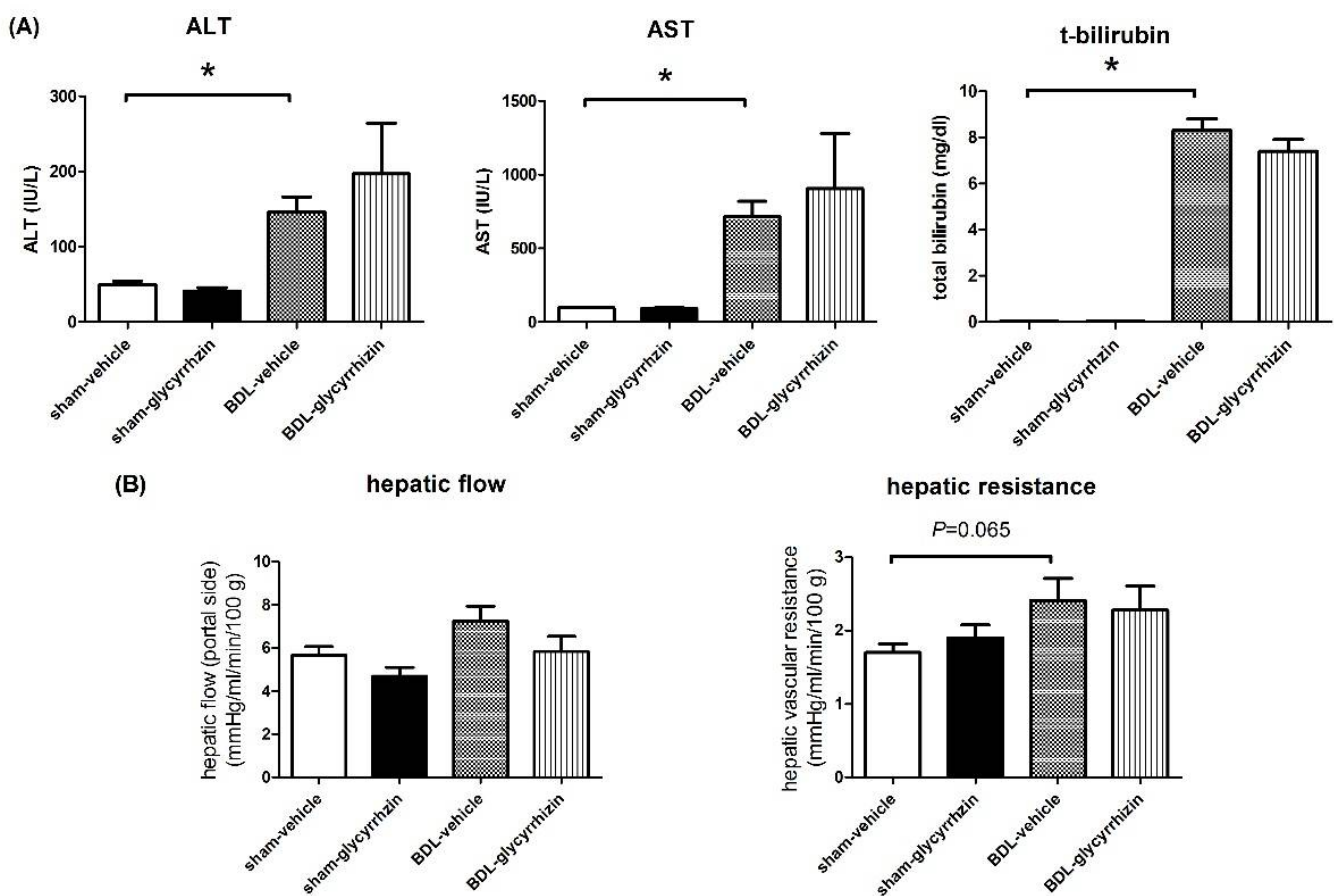 (A)
ALT
AST
t-bilirubin
*
*
*
ALT (IU/L)
300
200
100
0
sham-vehicle
sham-glycyrrhzin
BDL-vehicle
BDL-glycyrrhizin
AST (IU/L)
1500
1000
500
0
sham-vehicle
sham-glycyrrhzin
BDL-vehicle
BDL-glycyrrhizin
total bilirubin (mg/dl)
10
8
6
4
2
0
sham-vehicle
sham-glycyrrhzin
BDL-vehicle
BDL-glycyrrhizin
(B)
hepatic flow
hepatic flow (portal side)
(mmHg/ml/min/100 g)
10
8
6
4
2
0
sham-vehicle
sham-glycyrrhzin
BDL-vehicle
BDL-glycyrrhizin
hepatic resistance
P=0.065
hepatic vascular resistance
(mmHg/ml/min/100 g)
3
2
1
0
sham-vehicle
sham-glycyrrhzin
BDL-vehicle
BDL-glycyrrhizin